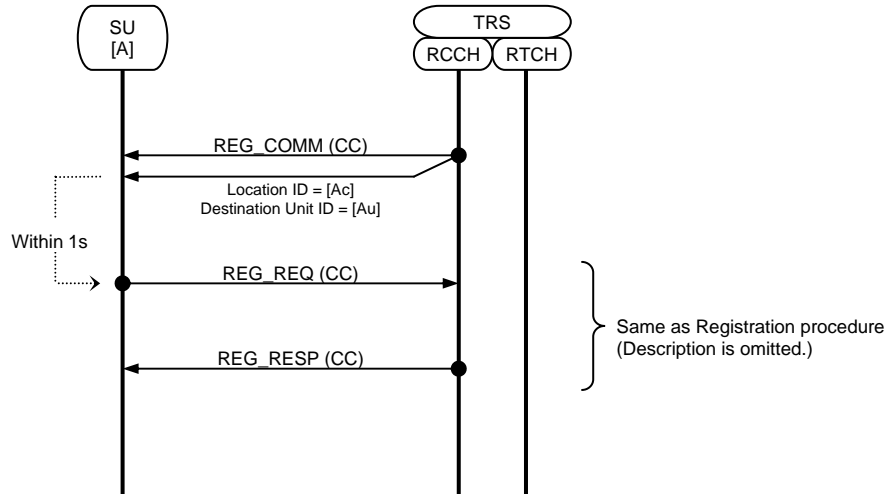 SU
[A]
TRS
RCCH
RTCH
REG_COMM (CC)
Location ID = [Ac]
Destination Unit ID = [Au]
Within 1s
REG_REQ (CC)
Same as Registration procedure
(Description is omitted.)
REG_RESP (CC)